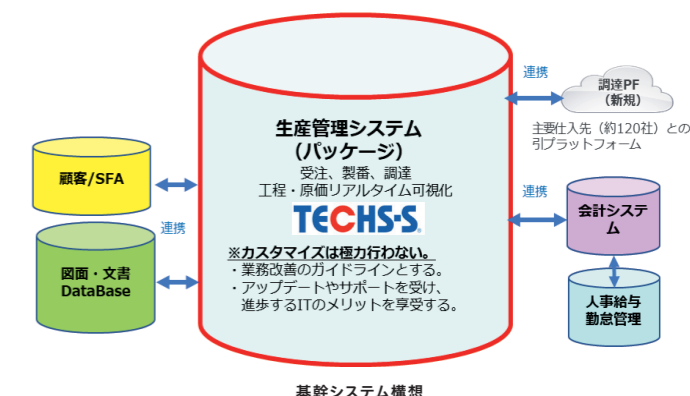 連携
調達PF
（新規）
主要仕入先（約120社）との
引プラットフォーム
生産管理システム
（パッケージ）
受注、製番、調達
工程・原価リアルタイム可視化
TECHS-S
※カスタマイズは極力行わない。
・業務改善のガイドラインとする。
・アップデートやサポートを受け、
進歩するITのメリットを享受する。
顧客/SFA
連携
図面・文書
DataBase
連携
会計システ
ム
人事給与
勤怠管理
基幹システム構想